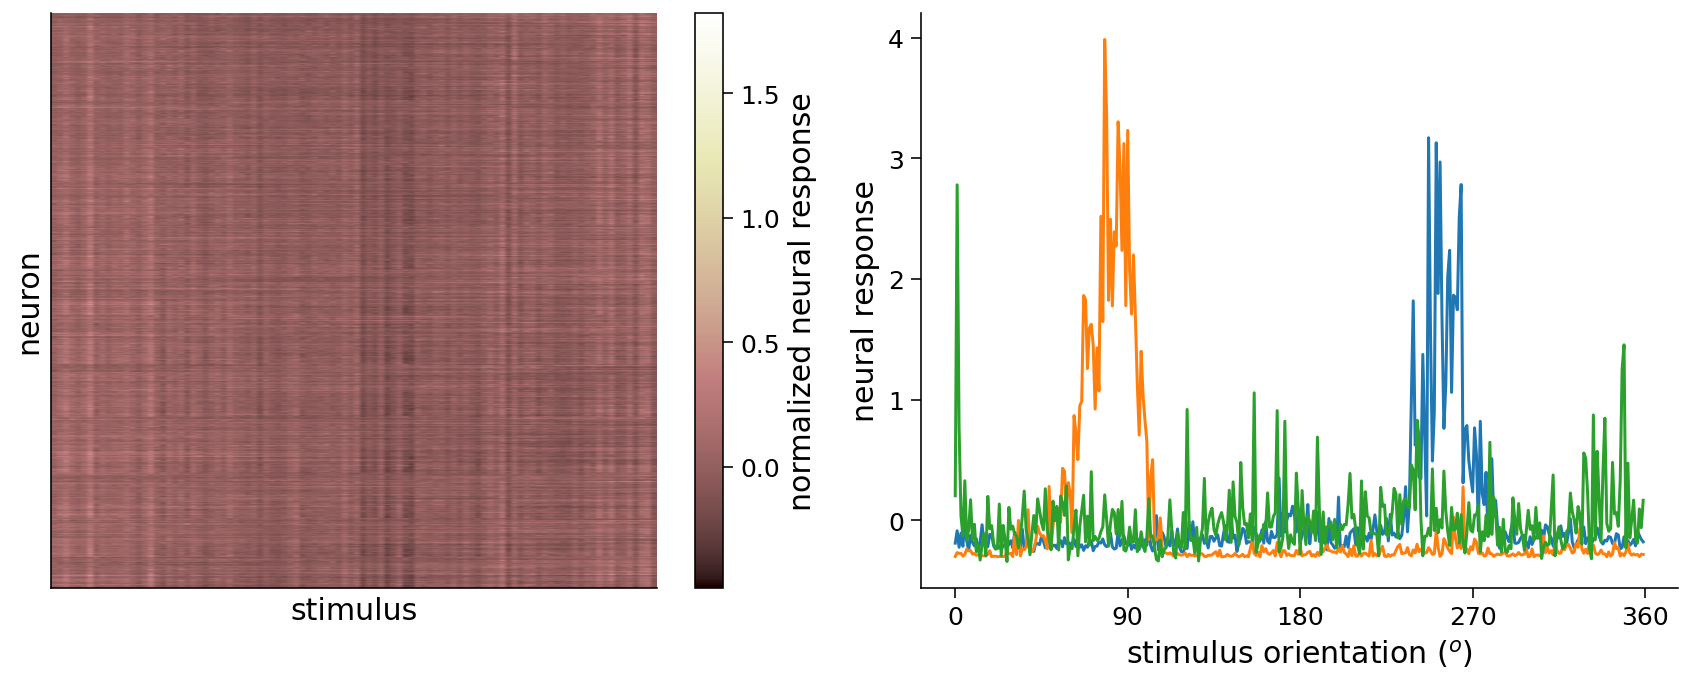 neuron
stimulus
1.5
1.0
0.5
0.0
normalized neural response
neural response
4
3
2
1
0
0 90 180 270 360
stimulus orientation (o)